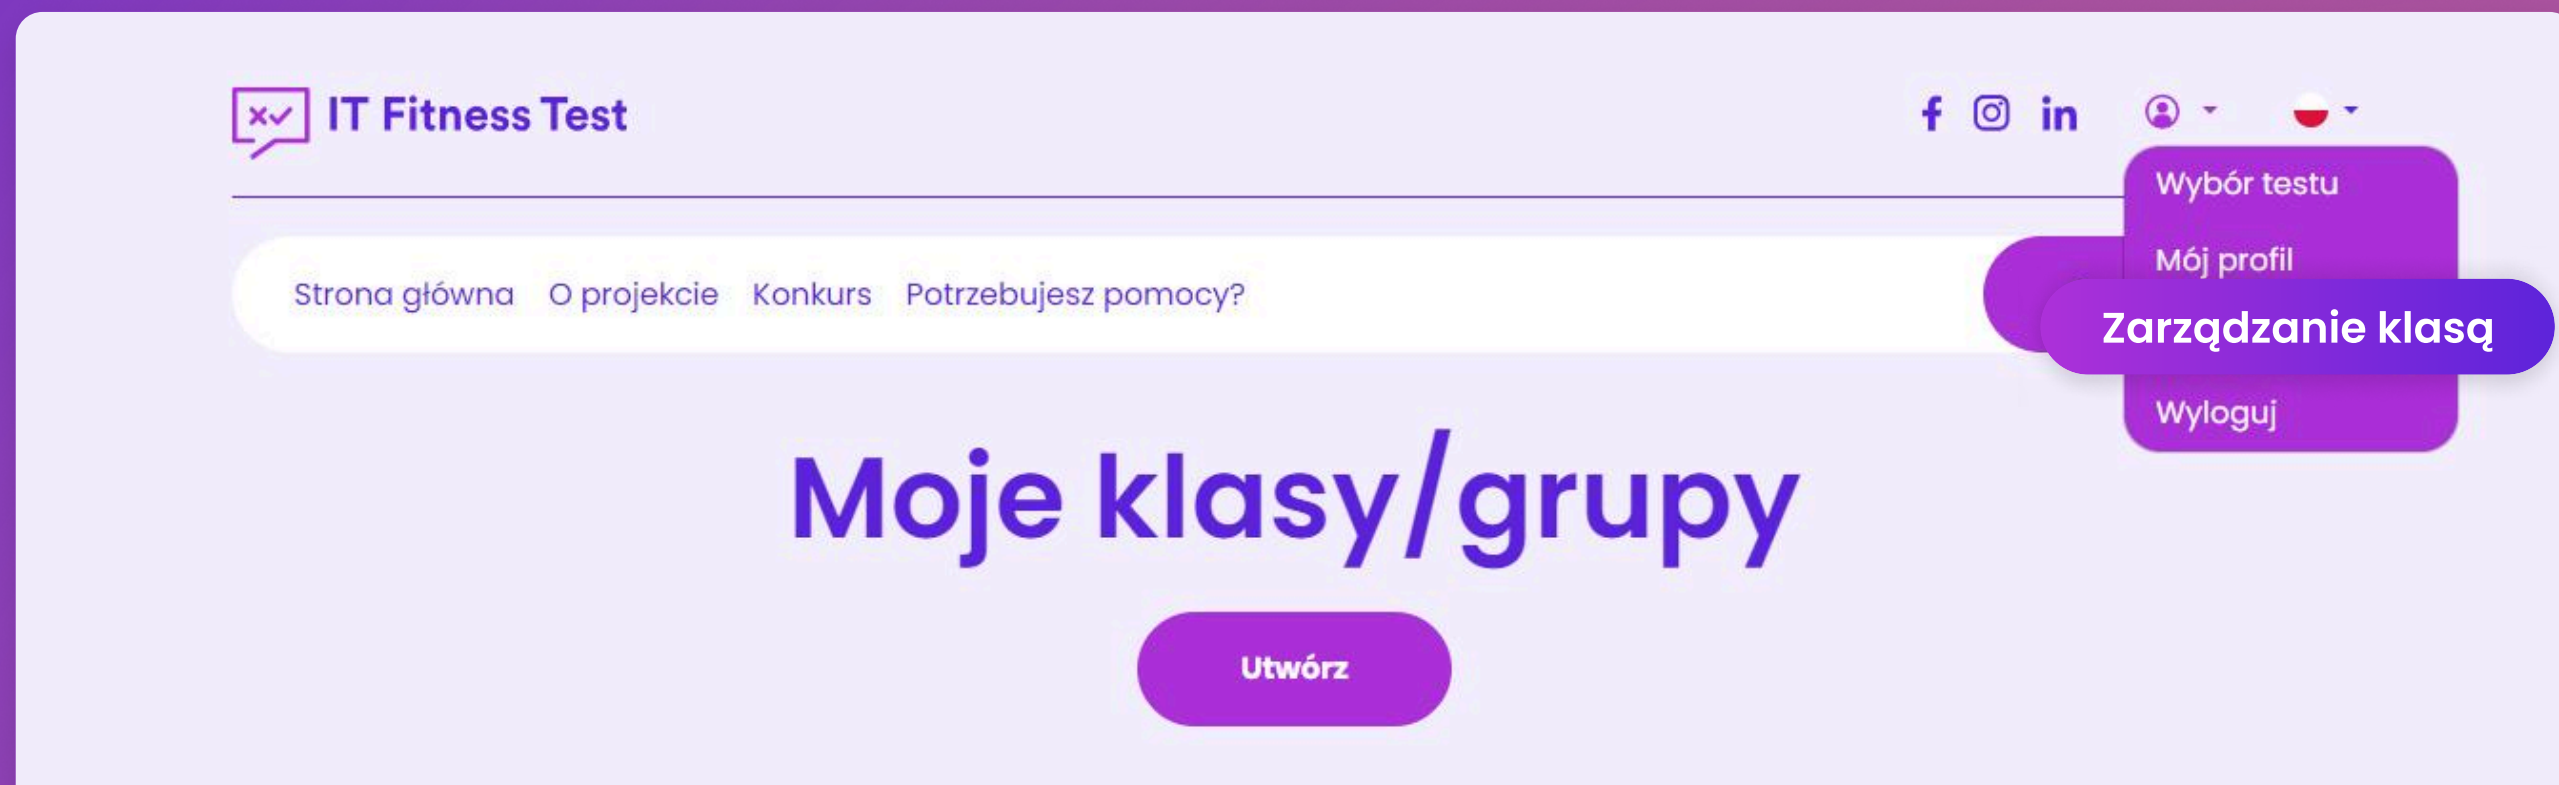 IT Fitness Test
Wybór testu
Mój profil
Zarządzanie klasą
Wyloguj
Strona główna O projekcie Konkurs Potrzebujesz pomocy?
Moje klasy/grupy
Utwórz